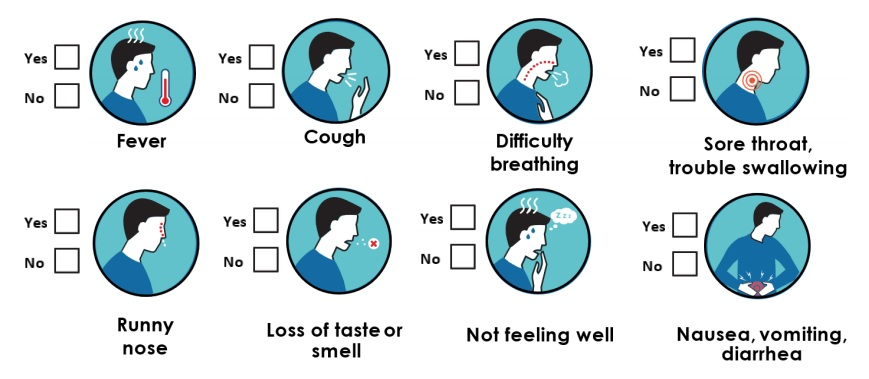 Yes
No
Fever
Yes
No
Cough
Yes
No
Difficulty
breathing
Yes
No
Sore throat,
trouble swallowing
Yes
No
Runny
nose
Yes
No
Loss of taste or
smell
Yes
No
Zzz
Not feeling well
Yes
No
Nausea, vomiting,
diarrhea